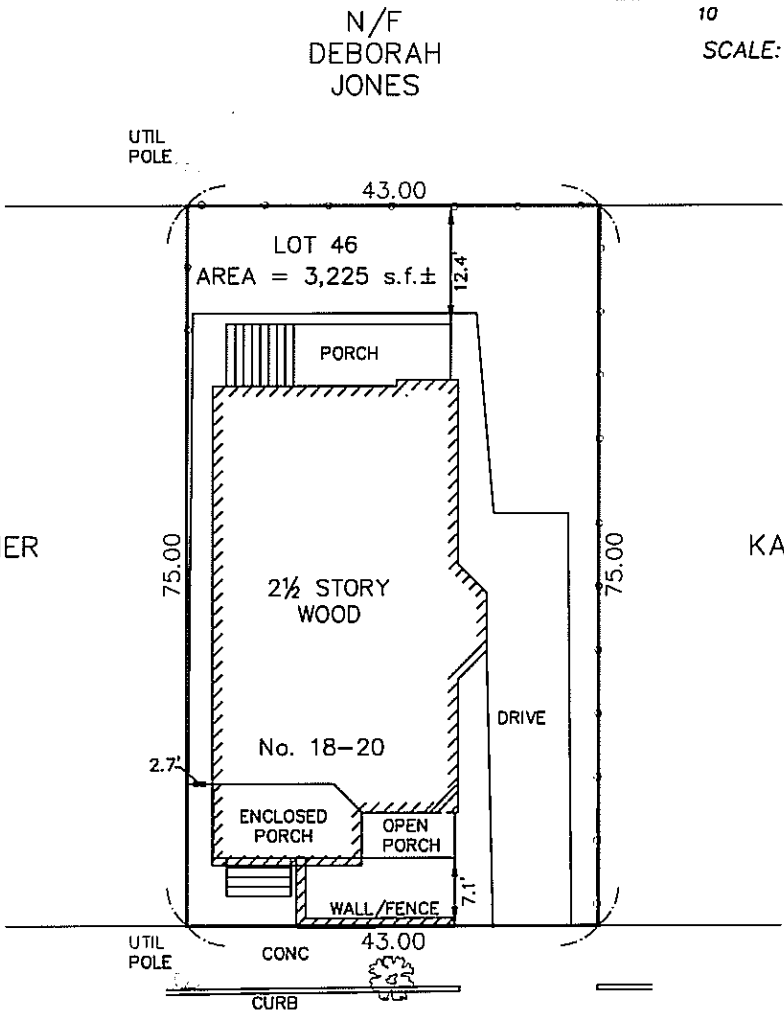 N/F
DEBORAH
JONES
10
SCALE:
UTIL
POLE
43.00
LOT 46
AREA = 3,225 s.f.±
12.4'
PORCH
IER
75.00
2½ STORY
WOOD
75.00
KA
DRIVE
No. 18-20
2.7'
ENCLOSED
PORCH
OPEN
PORCH
7.1'
WALL/FENCE
43.00
UTIL
POLE
CONC
CURB